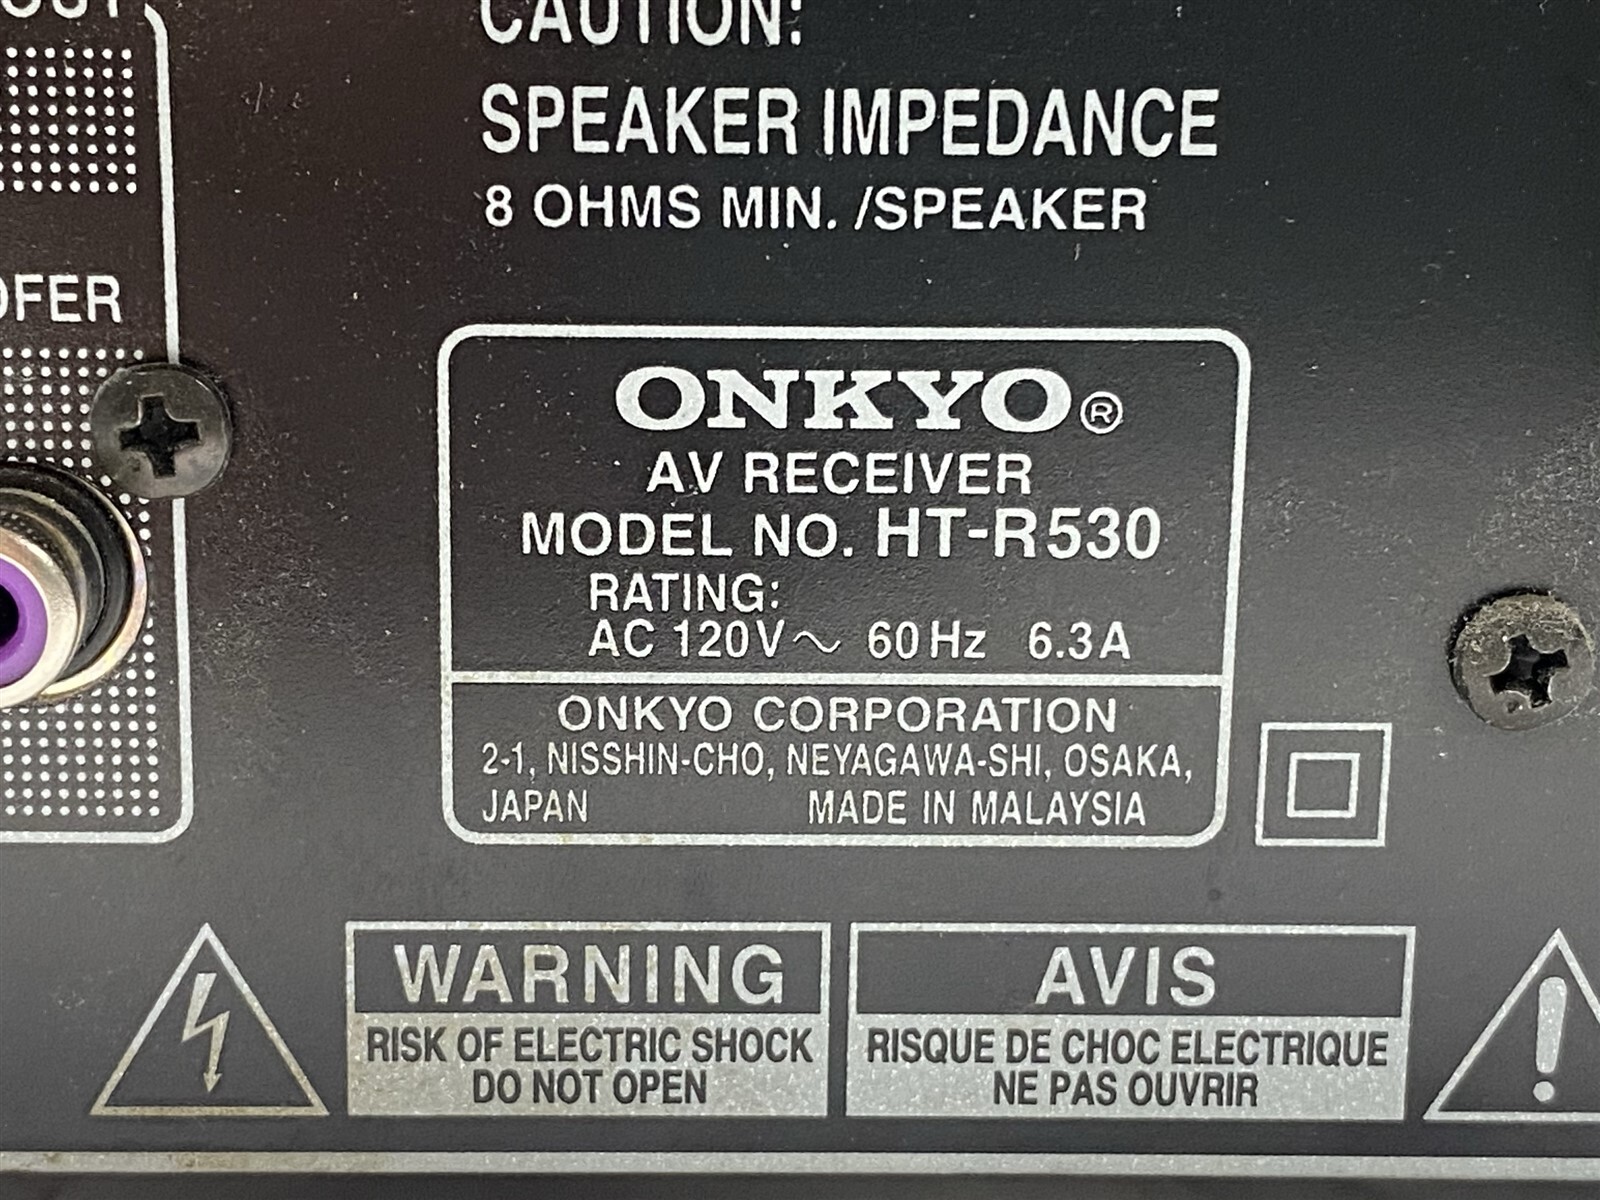 CAUTION:
SPEAKER IMPEDANCE
8 OHMS MIN. /SPEAKER
ONKYO®
AV RECEIVER
MODEL NO. HT-R530
RATING:
AC 120V～ 60Hz 6.3A
ONKYO CORPORATION
2-1, NISSHIN-CHO, NEYAGAWA-SHI, OSAKA,
JAPAN MADE IN MALAYSIA
WARNING
RISK OF ELECTRIC SHOCK
DO NOT OPEN
AVIS
RISQUE DE CHOC ELECTRIQUE
NE PAS OUVRIR